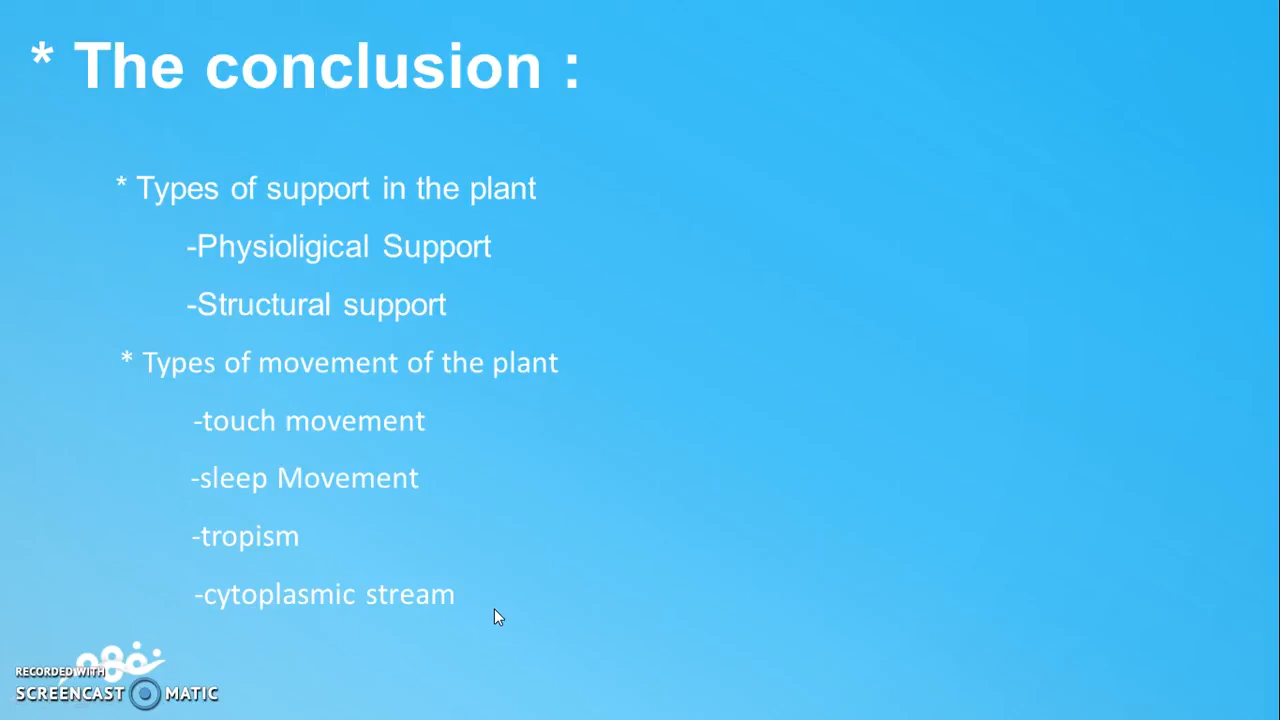 * The conclusion :
* Types of support in the plant
-Physioligical Support
-Structural support
* Types of movement of the plant
-touch movement
-sleep Movement
-tropism
-cytoplasmic stream
RECORDED WITH
SCREENCAST MATIC